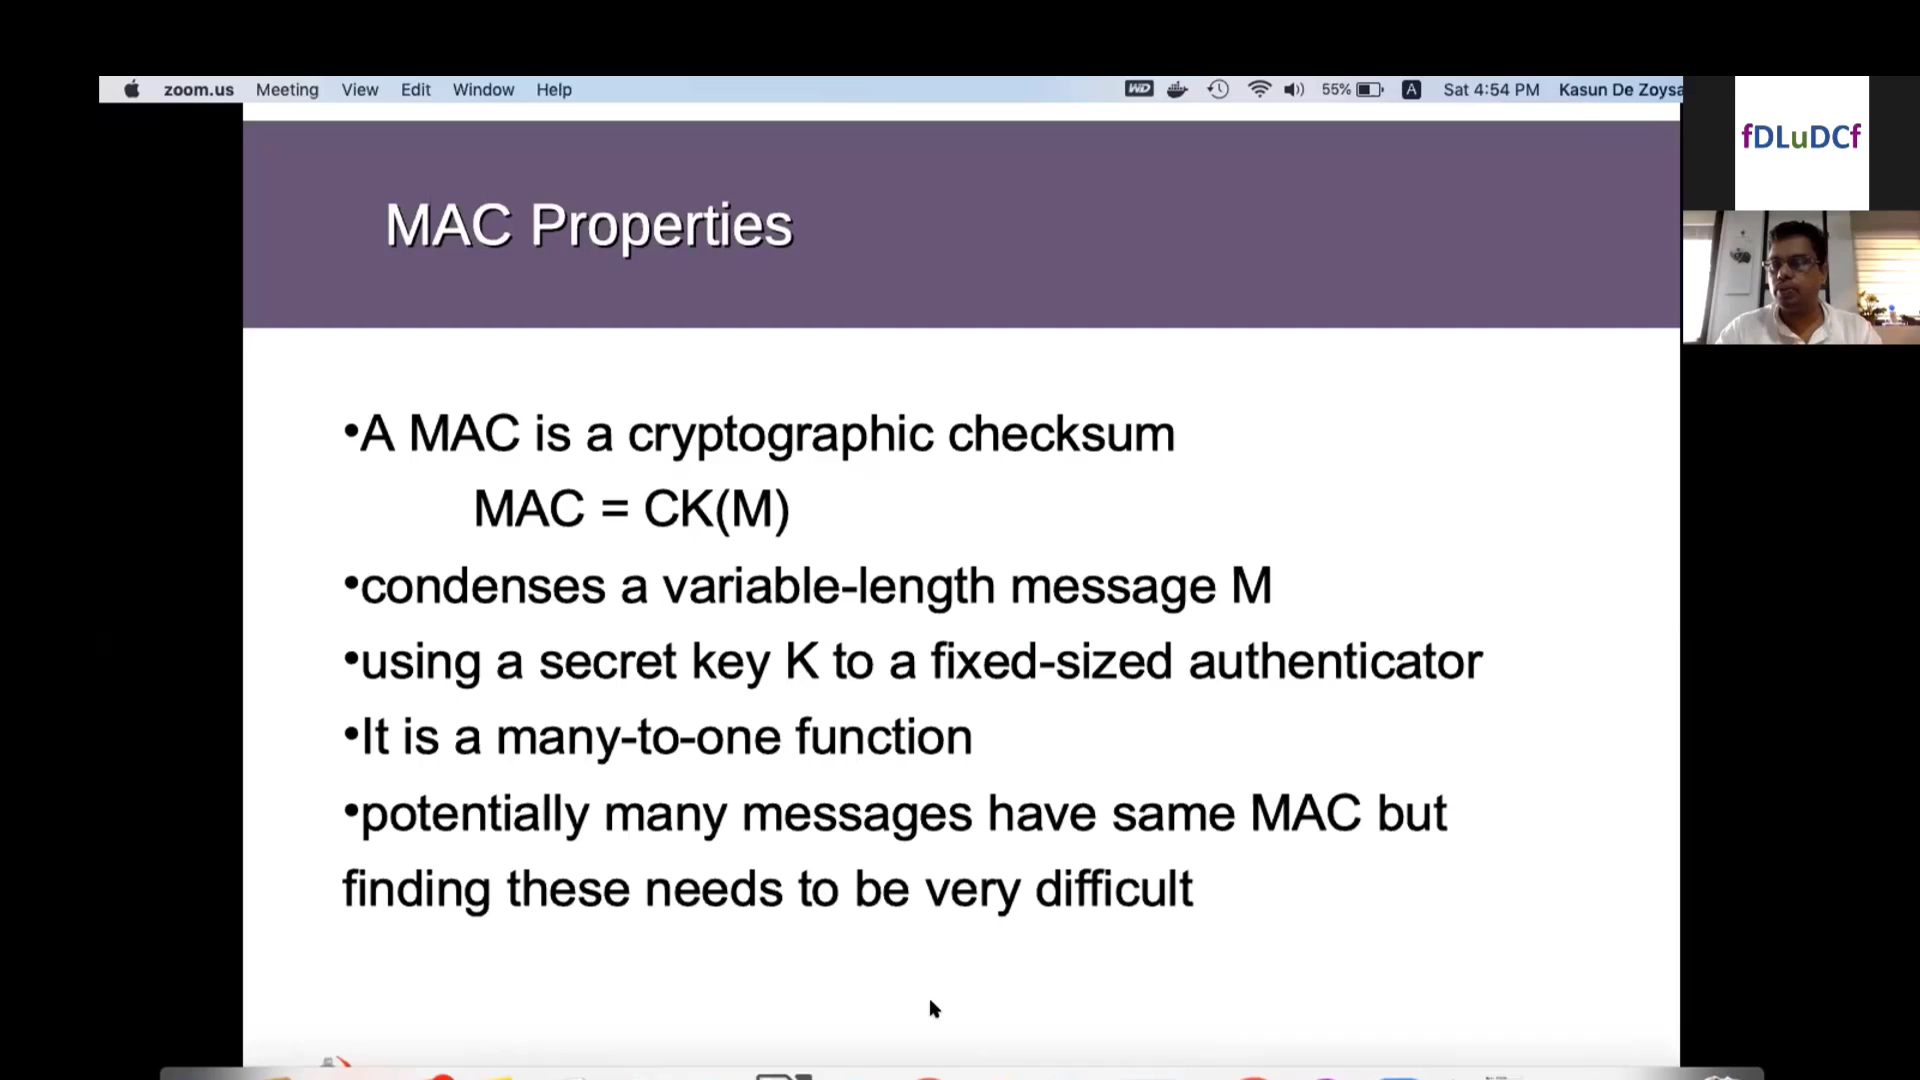 zoom.us Meeting View Edit Window Help WD 55% A Sat 4:54 PM Kasun De Zoysa
fDLuDCf
MAC Properties
•A MAC is a cryptographic checksum
MAC = CK(M)
•condenses a variable-length message M
•using a secret key K to a fixed-sized authenticator
•It is a many-to-one function
•potentially many messages have same MAC but
finding these needs to be very difficult